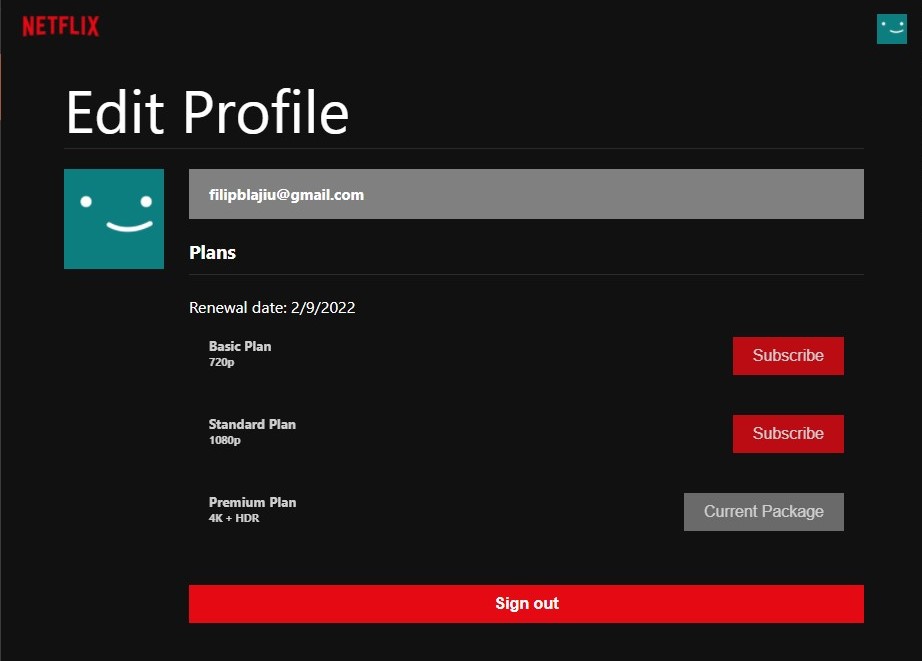 NETFLIX
Edit Profile
filipblajiu@gmail.com
Plans
Renewal date: 2/9/2022
Basic Plan
720p
Subscribe
Standard Plan
1080p
Subscribe
Premium Plan
4K + HDR
Current Package
Sign out